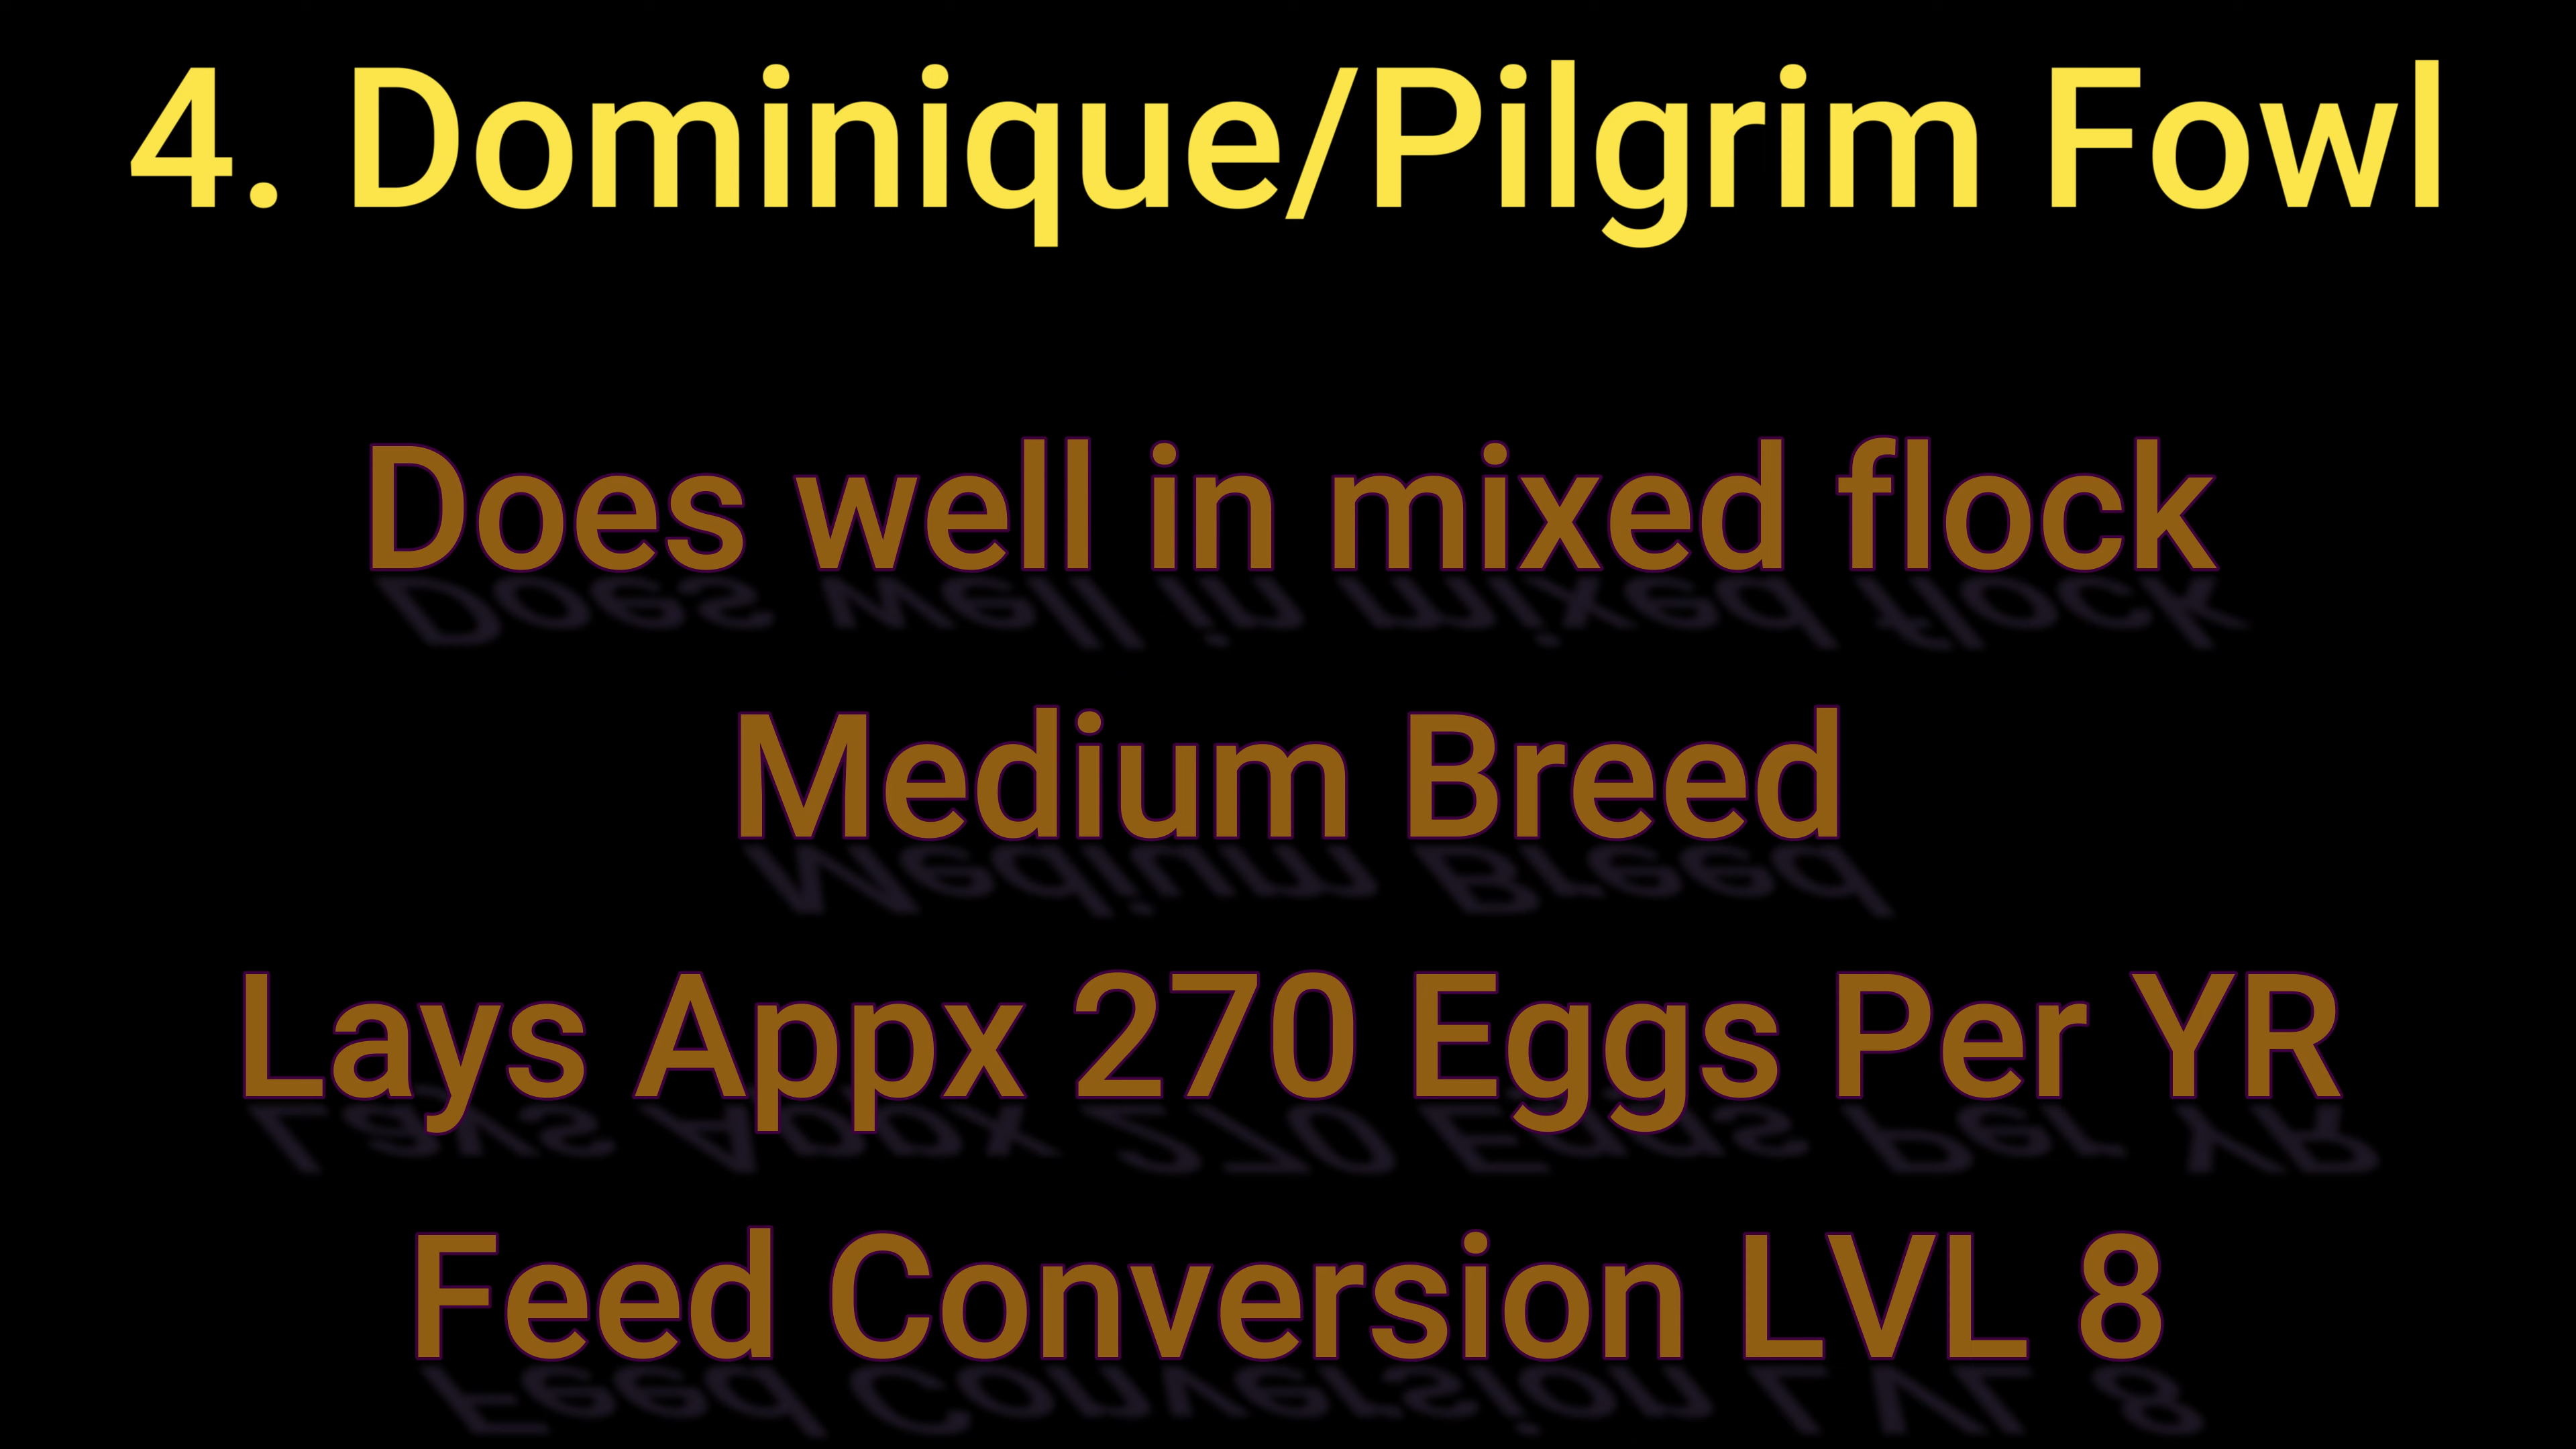 4. Dominique/Pilgrim Fowl
Does well in mixed flock
Medium Breed
Lays Appx 270 Eggs Per YR
Feed Conversion LVL 8